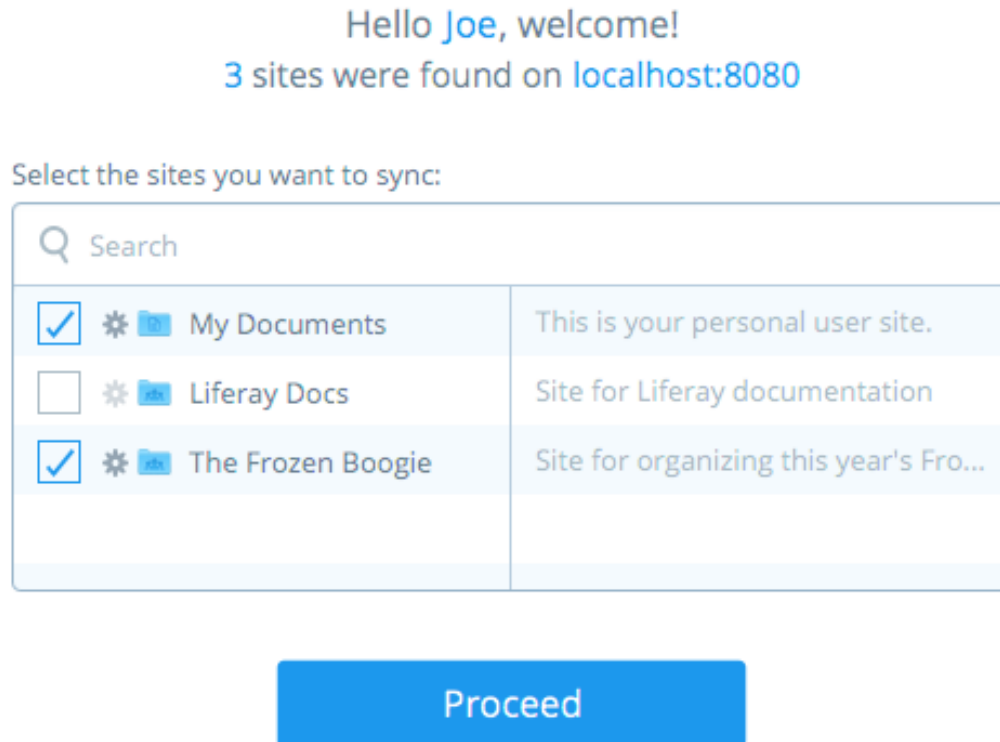 Hello Joe, welcome!
3 sites were found on localhost:8080
Select the sites you want to sync:
Search
My Documents This is your personal user site.
Liferay Docs Site for Liferay documentation
The Frozen Boogie Site for organizing this year's Fro...
Proceed